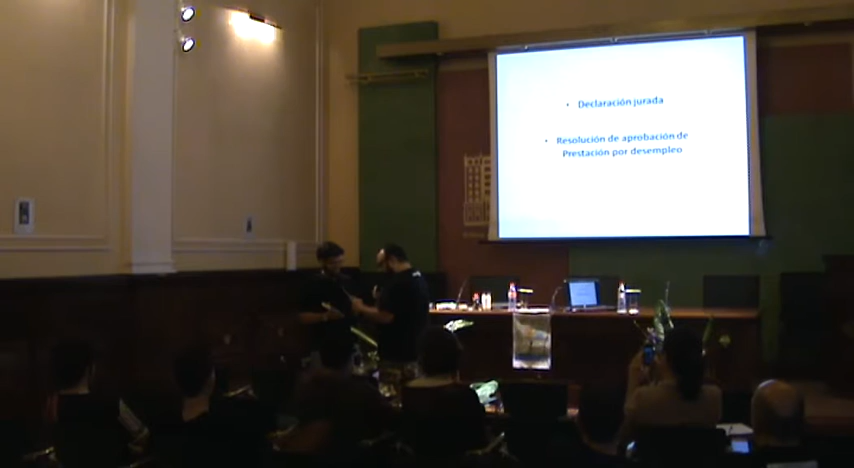 • Declaración jurada
• Resolución de aprobación de
Prestación por desempleo